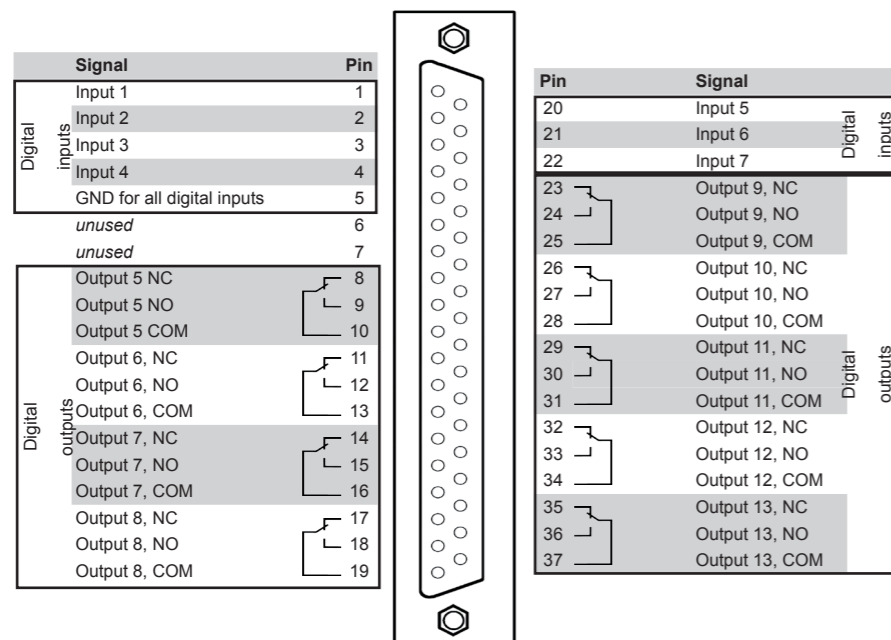 Signal Pin
Digital inputs
Input 1 1
Input 2 2
Input 3 3
Input 4 4
GND for all digital inputs 5
unused 6
unused 7
Digital outputs
Output 5 NC 8
Output 5 NO 9
Output 5 COM 10
Output 6, NC 11
Output 6, NO 12
Output 6, COM 13
Output 7, NC 14
Output 7, NO 15
Output 7, COM 16
Output 8, NC 17
Output 8, NO 18
Output 8, COM 19
Pin Signal
20 Input 5
21 Input 6
22 Input 7
Digital inputs
23 Output 9, NC
24 Output 9, NO
25 Output 9, COM
26 Output 10, NC
27 Output 10, NO
28 Output 10, COM
29 Output 11, NC
30 Output 11, NO
31 Output 11, COM
32 Output 12, NC
33 Output 12, NO
34 Output 12, COM
35 Output 13, NC
36 Output 13, NO
37 Output 13, COM
Digital outputs